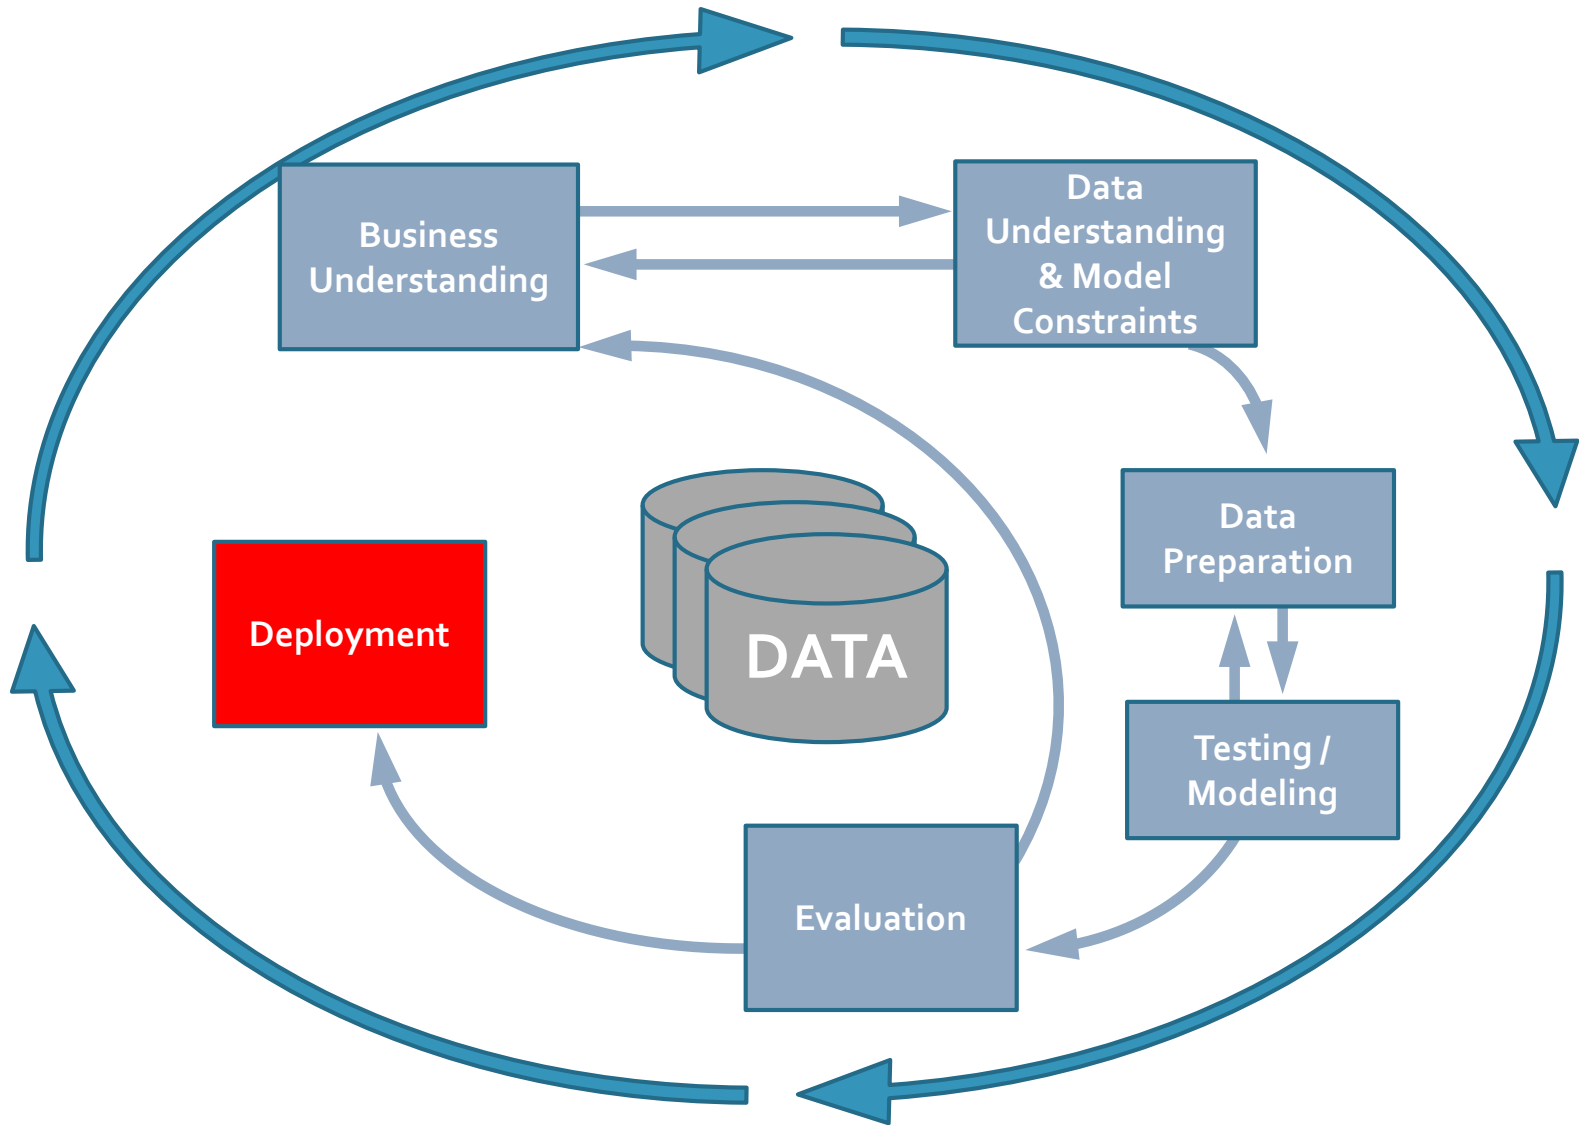 Business
Understanding
Data
Understanding
& Model
Constraints
Data
Preparation
Deployment
DATA
Testing /
Modeling
Evaluation